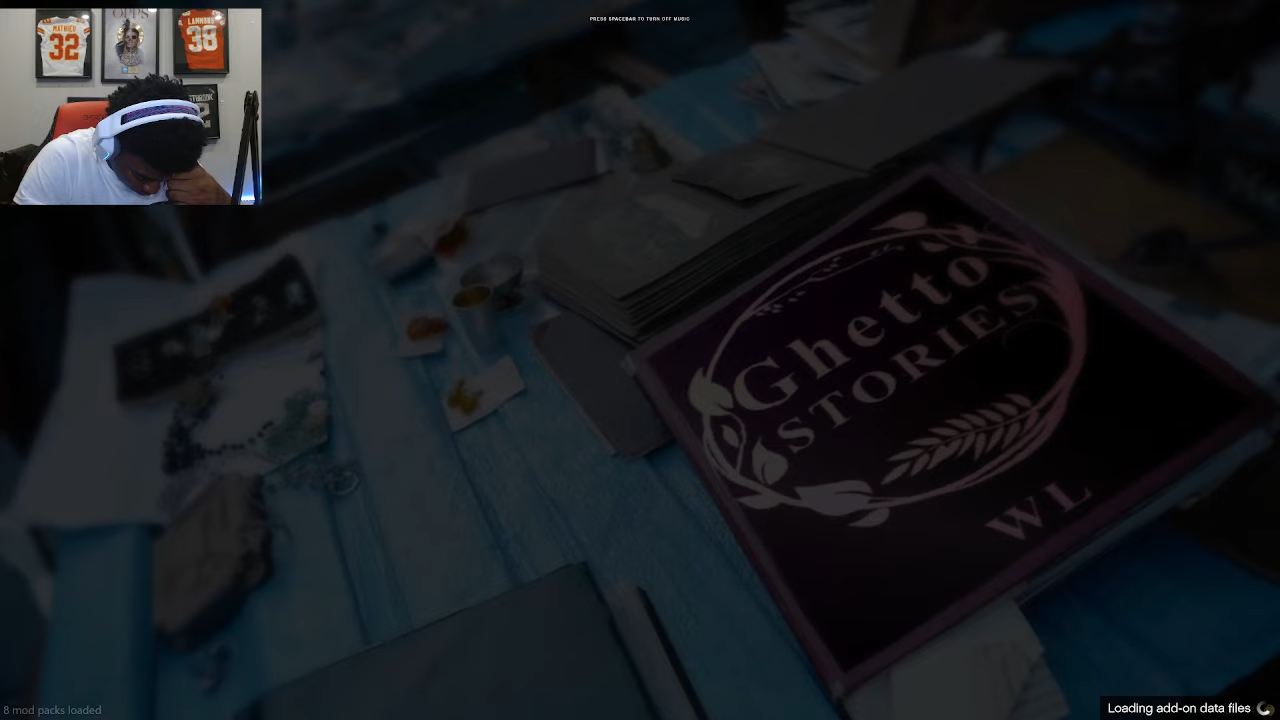 PRESS SPACEBAR TO TURN OFF MUSIC
OPPS
MATHIEU
32
LAMMONS
38
Ghetto
STORIES
WL
8 mod packs loaded
Loading add-on data files